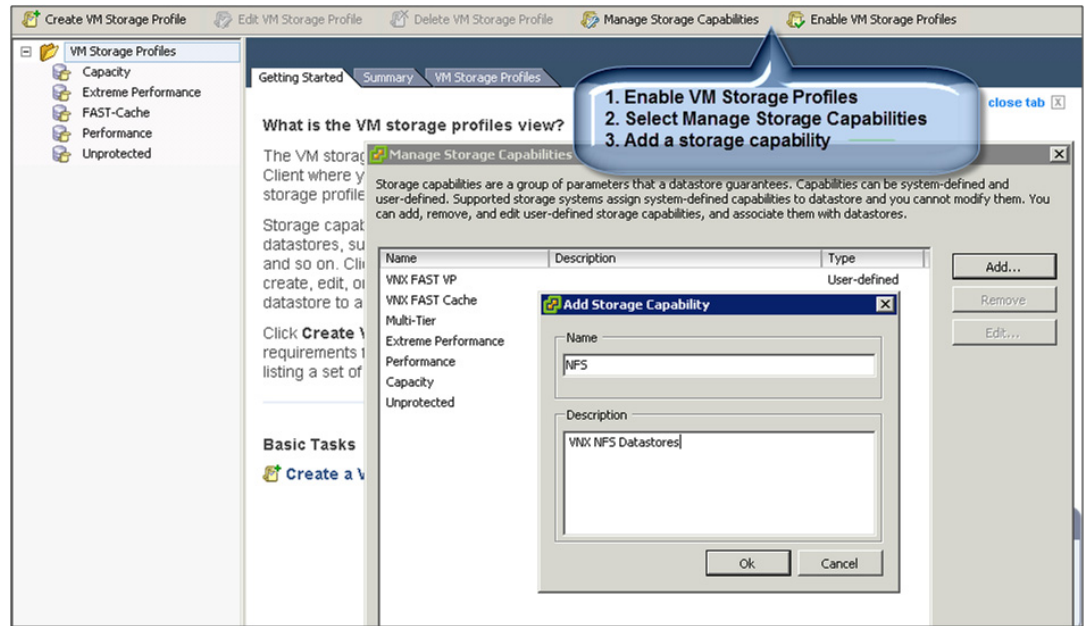 Create VM Storage Profile Edit VM Storage Profile Delete VM Storage Profile Manage Storage Capabilities Enable VM Storage Profiles
VM Storage Profiles
Capacity
Extreme Performance
FAST-Cache
Performance
Unprotected
Getting Started Summary VM Storage Profiles
close tab
1. Enable VM Storage Profiles
2. Select Manage Storage Capabilities
3. Add a storage capability
What is the VM storage profiles view?
The VM storag
Client where y
storage profile
Storage capab
datastores, su
and so on. Clic
create, edit, or
datastore to a
Click Create V
requirements f
listing a set of
Basic Tasks
Create a V
Manage Storage Capabilities
Storage capabilities are a group of parameters that a datastore guarantees. Capabilities can be system-defined and
user-defined. Supported storage systems assign system-defined capabilities to datastore and you cannot modify them. You
can add, remove, and edit user-defined storage capabilities, and associate them with datastores.
Name Description Type
VNX FAST VP User-defined
VNX FAST Cache
Multi-Tier
Extreme Performance
Performance
Capacity
Unprotected
Add...
Remove
Edit...
Add Storage Capability
Name
NFS
Description
VNX NFS Datastores
Ok Cancel